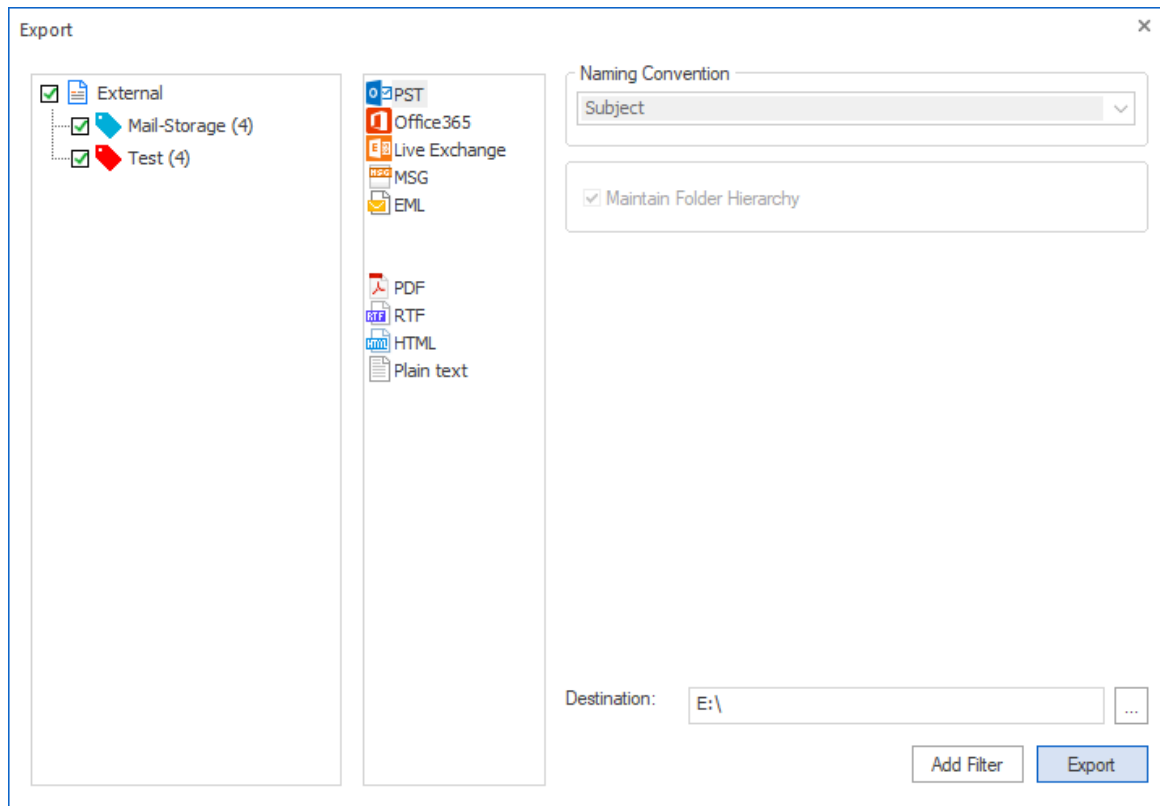 Export
External
Mail-Storage (4)
Test (4)
PST
Office365
Live Exchange
MSG
EML
PDF
RTF
HTML
Plain text
Naming Convention
Subject
Maintain Folder Hierarchy
Destination:
E:\
...
Add Filter
Export